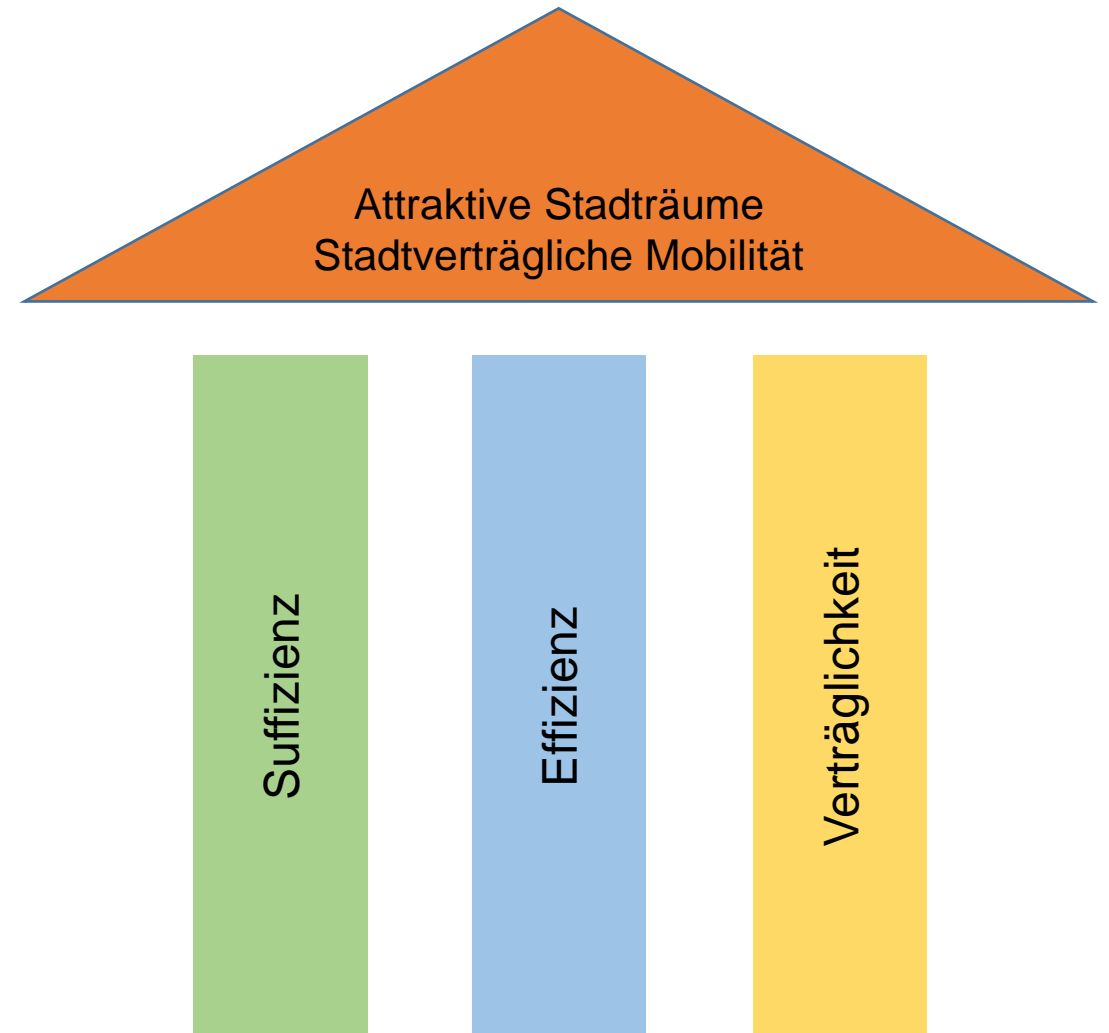 Attraktive Stadträume
Stadtverträgliche Mobilität
Suffizienz
Effizienz
Verträglichkeit